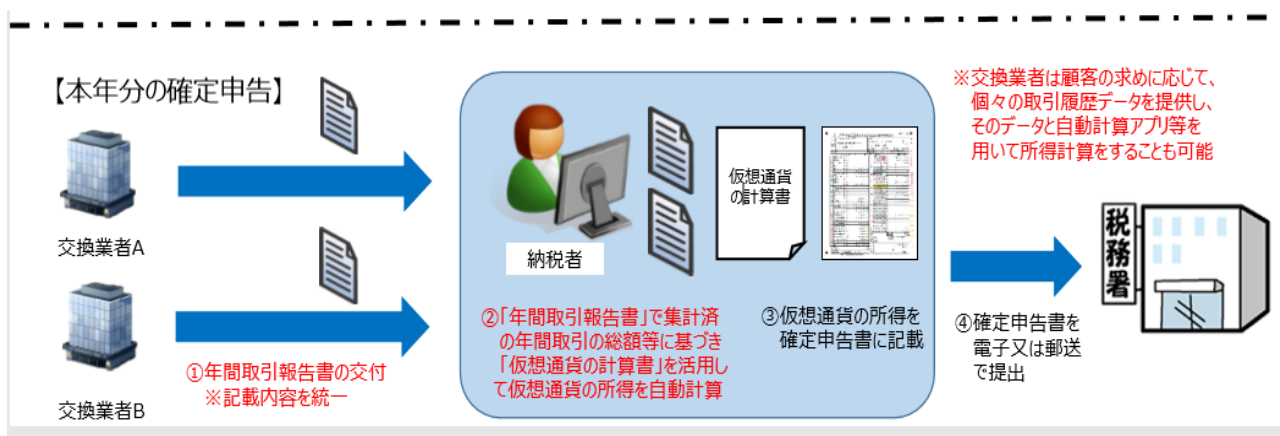 【本年分の確定申告】
交換業者A
交換業者B
①年間取引報告書の交付
※記載内容を統一
納税者
仮想通貨
の計算書
②「年間取引報告書」で集計済
の年間取引の総額等に基づき
「仮想通貨の計算書」を活用し
て仮想通貨の所得を自動計算
③仮想通貨の所得を
確定申告書に記載
※交換業者は顧客の求めに応じて、
個々の取引履歴データを提供し、
そのデータと自動計算アプリ等を
用いて所得計算をすることも可能
税務署
④確定申告書を
電子又は郵送
で提出